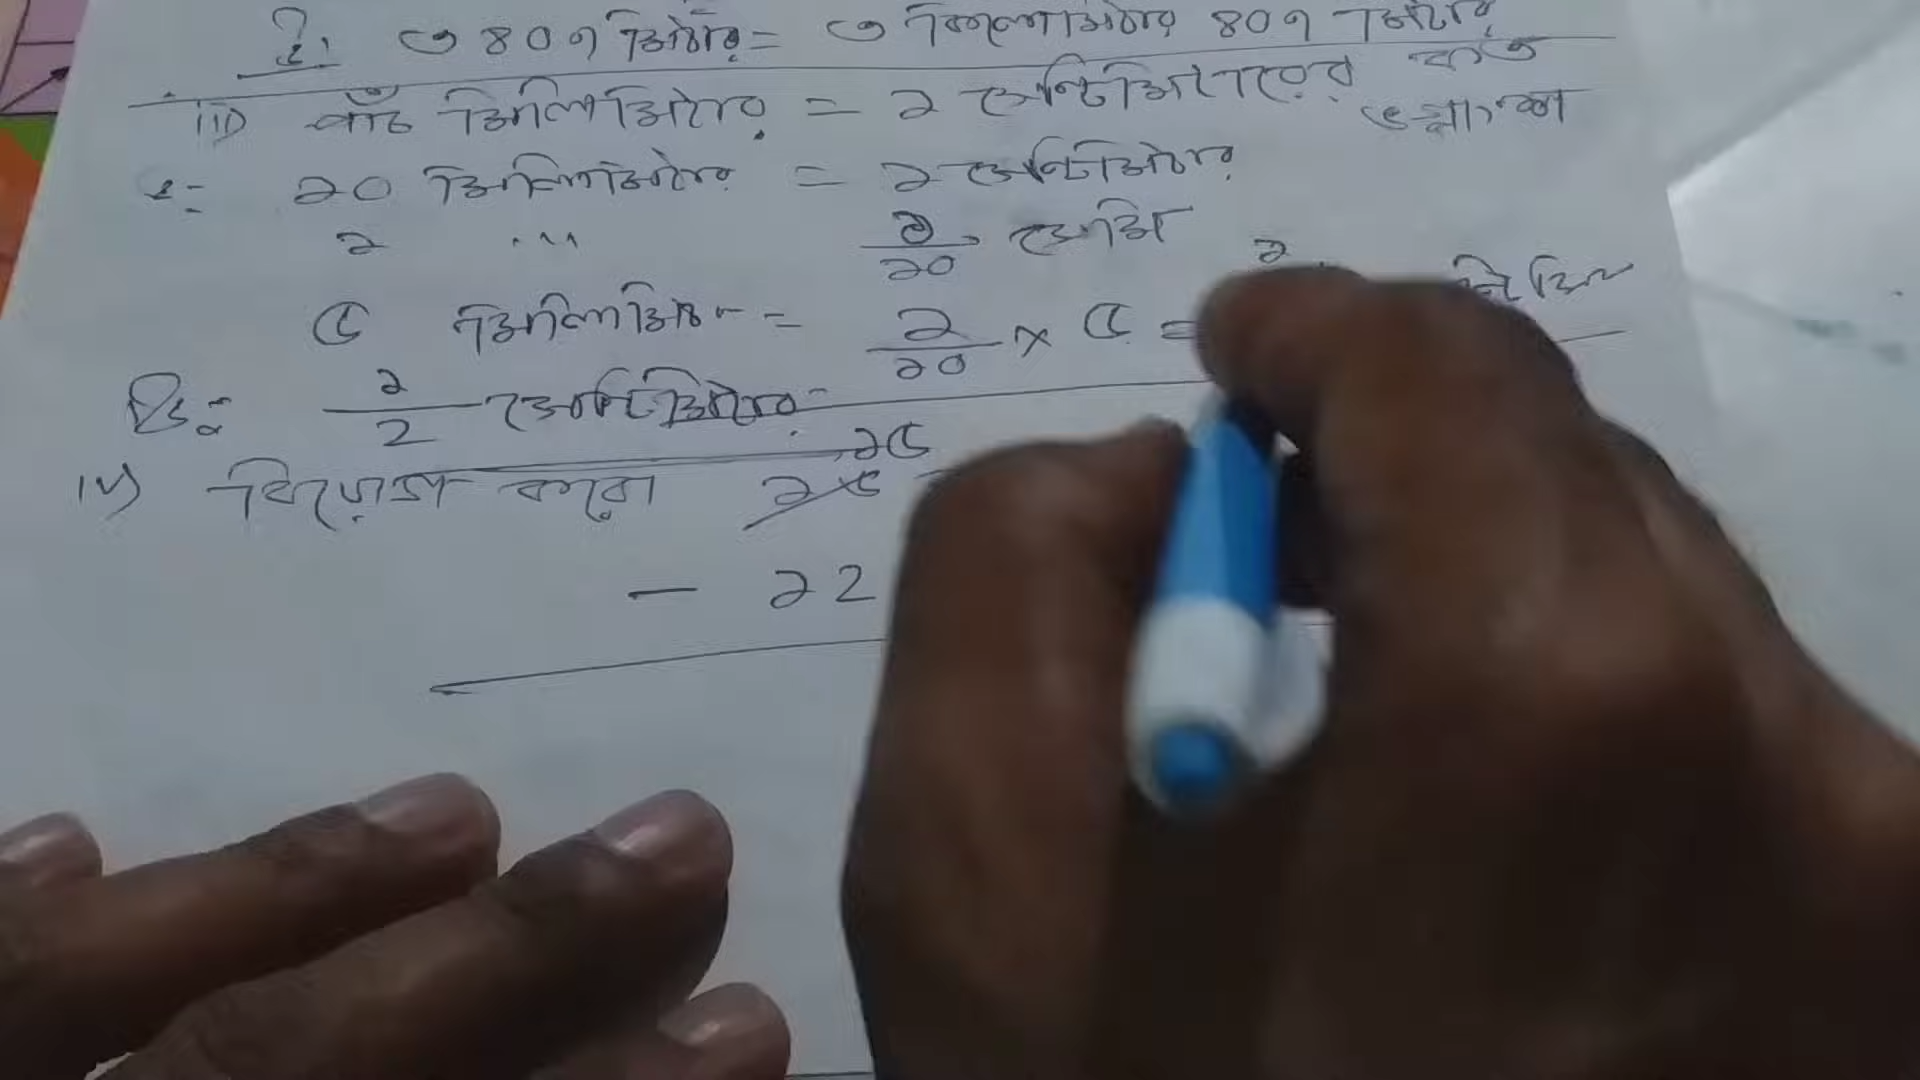 উ: ৩৪০৭ মিটার = ৩ কিলোমিটার ৪০৭ মিটার
iii) পাঁচ মিলিমিটার = ১ সেন্টিমিটারের কত ভগ্নাংশ
১০ মিলিমিটার = ১ সেন্টিমিটার
১ ... ১/১০ সেমি
৫ মিলিমি = ১/১০ × ৫ =
উ: ১/২ সেন্টিমিটার
iv) বিয়োগ করো ১৫
− ১২